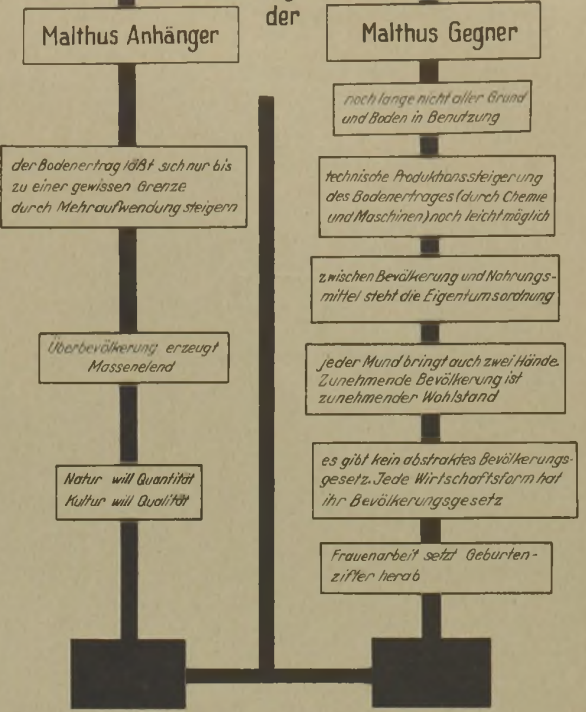 der
Malthus Anhänger
der Bodenertrag läßt sich nur bis
zu einer gewissen Grenze
durch Mehraufwendung steigern
Überbevölkerung erzeugt
Massenelend
Natur will Quantität
Kultur will Qualität
Malthus Gegner
noch lange nicht aller Grund
und Boden in Benutzung
technische Produktionssteigerung
des Bodenertrages (durch Chemie
und Maschinen) noch leicht möglich
zwischen Bevölkerung und Nahrungs-
mittel steht die Eigentumsordnung
jeder Mund bringt auch zwei Hände.
Zunehmende Bevölkerung ist
zunehmender Wohlstand
es gibt kein abstraktes Bevölkerungs-
gesetz. Jede Wirtschaftsform hat
ihr Bevölkerungsgesetz
Frauenarbeit setzt Geburten-
ziffer herab